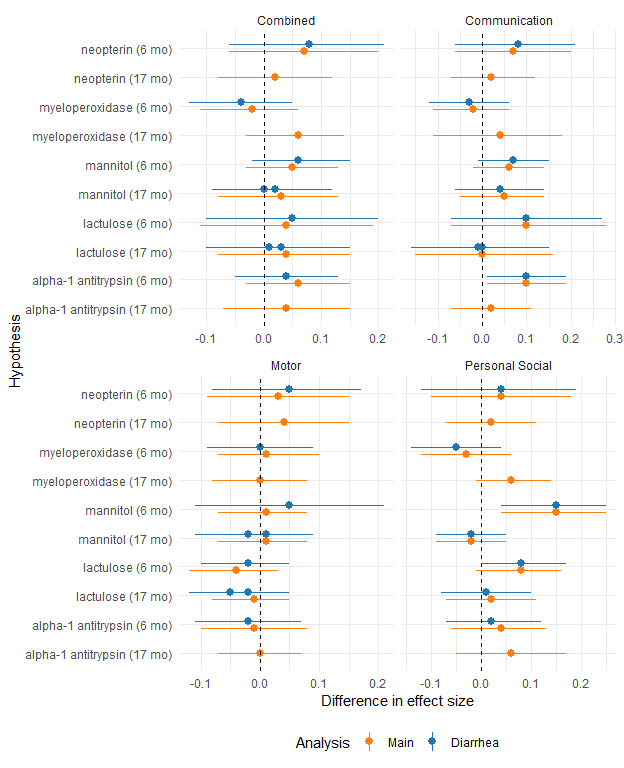 Combined
Communication
neopterin (6 mo)
neopterin (17 mo)
myeloperoxidase (6 mo)
myeloperoxidase (17 mo)
mannitol (6 mo)
mannitol (17 mo)
lactulose (6 mo)
lactulose (17 mo)
alpha-1 antitrypsin (6 mo)
alpha-1 antitrypsin (17 mo)
-0.1 0.0 0.1 0.2
-0.1 0.0 0.1 0.2 0.3
Hypothesis
Motor
Personal Social
neopterin (6 mo)
neopterin (17 mo)
myeloperoxidase (6 mo)
myeloperoxidase (17 mo)
mannitol (6 mo)
mannitol (17 mo)
lactulose (6 mo)
lactulose (17 mo)
alpha-1 antitrypsin (6 mo)
alpha-1 antitrypsin (17 mo)
-0.1 0.0 0.1 0.2
-0.1 0.0 0.1 0.2
Difference in effect size
Analysis Main Diarrhea